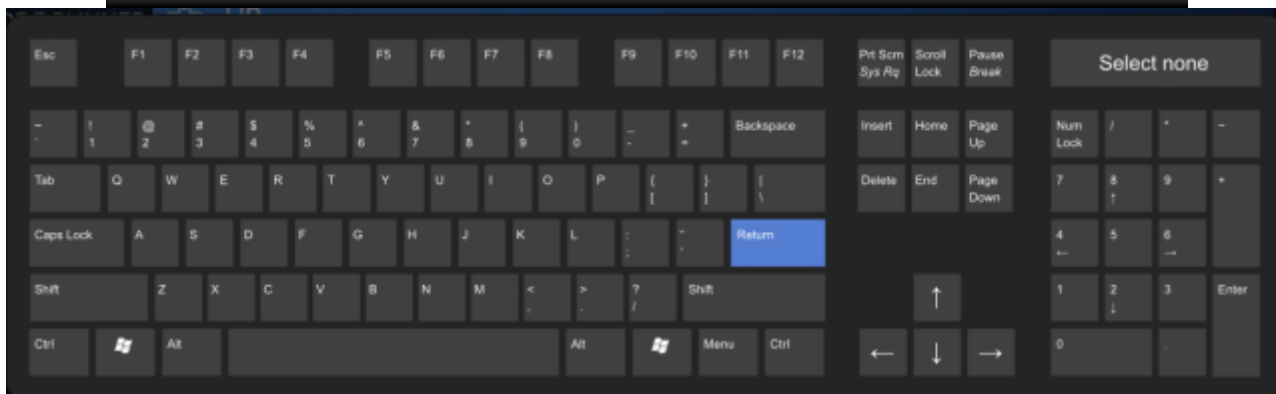 Esc F1 F2 F3 F4 F5 F6 F7 F8 F9 F10 F11 F12 Prt Scrn Scroll Pause Select none
Sys Rq Lock Break
~ ! @ # $ % ^ & * ( ) _ + Backspace Insert Home Page Num / * -
` 1 2 3 4 5 6 7 8 9 0 - = Up Lock
Tab Q W E R T Y U I O P { } | Delete End Page 7 8 9 +
[ ] \ Down ↑
Caps Lock A S D F G H J K L : " Return 4 5 6
; ' ← →
Shift Z X C V B N M < > ? Shift ↑ 1 2 3 Enter
, . / ↓
Ctrl Alt Alt Menu Ctrl ← ↓ → 0 .